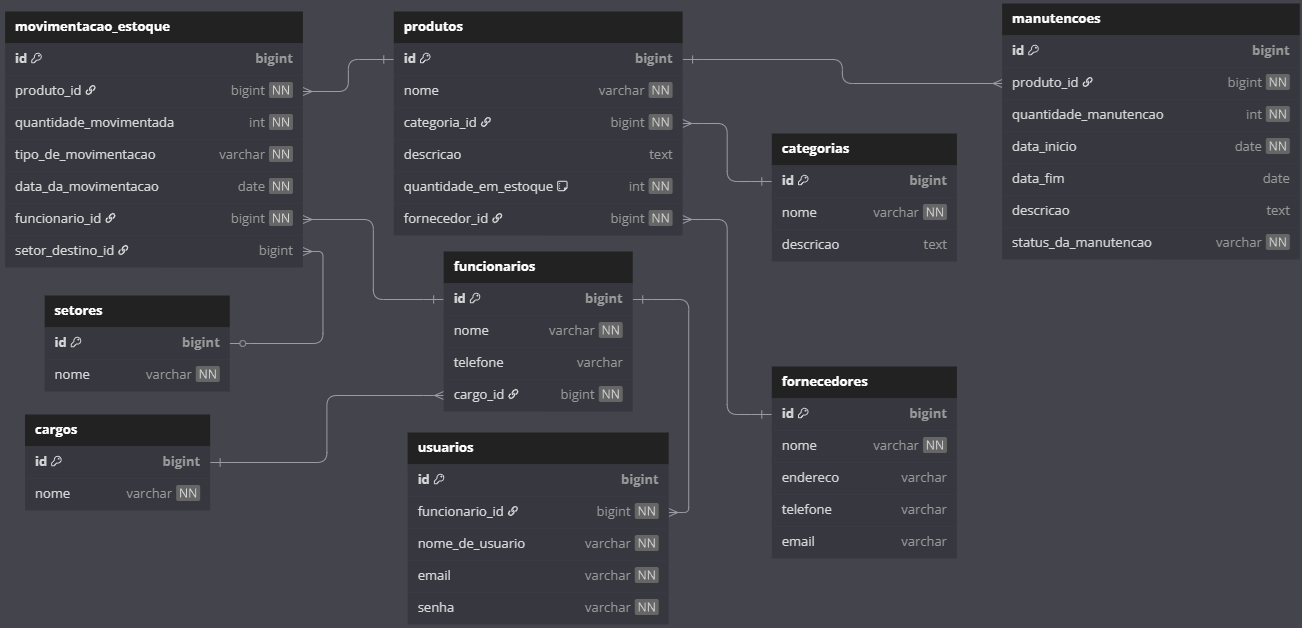 movimentacao_estoque
id bigint
produto_id bigint NN
quantidade_movimentada int NN
tipo_de_movimentacao varchar NN
data_da_movimentacao date NN
funcionario_id bigint NN
setor_destino_id bigint
produtos
id bigint
nome varchar NN
categoria_id bigint NN
descricao text
quantidade_em_estoque int NN
fornecedor_id bigint NN
manutencoes
id bigint
produto_id bigint NN
quantidade_manutencao int NN
data_inicio date NN
data_fim date
descricao text
status_da_manutencao varchar NN
categorias
id bigint
nome varchar NN
descricao text
funcionarios
id bigint
nome varchar NN
telefone varchar
cargo_id bigint NN
setores
id bigint
nome varchar NN
cargos
id bigint
nome varchar NN
usuarios
id bigint
funcionario_id bigint NN
nome_de_usuario varchar NN
email varchar NN
senha varchar NN
fornecedores
id bigint
nome varchar NN
endereco varchar
telefone varchar
email varchar